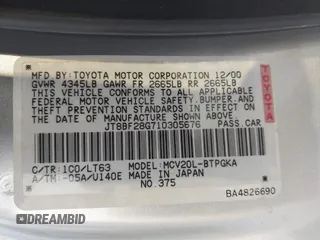 MFD.BY:TOYOTA MOTOR CORPORATION 12/00
GVWR 4345LB GAWR FR 2665LB RR 2665LB
THIS VEHICLE CONFORMS TO ALL APPLICABLE
FEDERAL MOTOR VEHICLE SAFETY, BUMPER, AND
THEFT PREVENTION STANDARDS IN EFFECT ON
THE DATE OF MANUFACTURE SHOWN ABOVE.
JT8BF28G710305676 PASS.CAR
TOYOTA
TOYOTA
C/TR:1C0/LT63 MODEL:MCV20L-BTPGKA
A/TM:-05A/U140E MADE IN JAPAN
NO.375
BA4826690
DRIVEBID